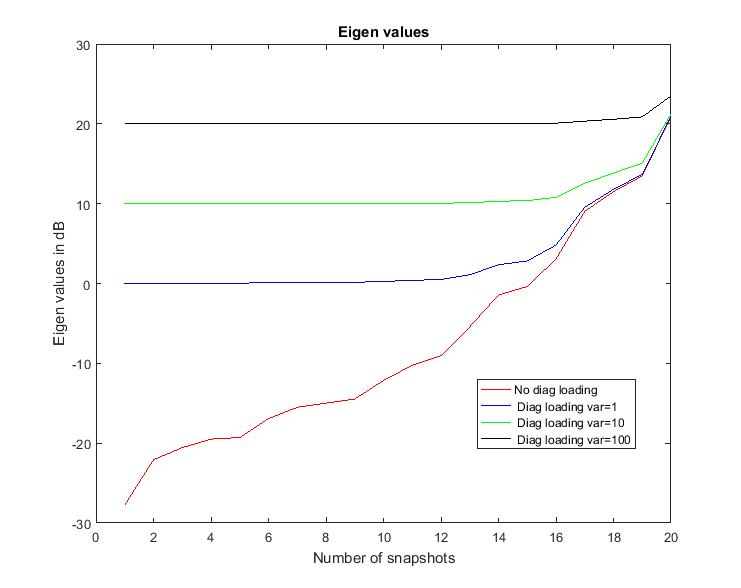 Eigen values
30
20
10
0
-10
-20
-30
Eigen values in dB
0 2 4 6 8 10 12 14 16 18 20
Number of snapshots
No diag loading
Diag loading var=1
Diag loading var=10
Diag loading var=100